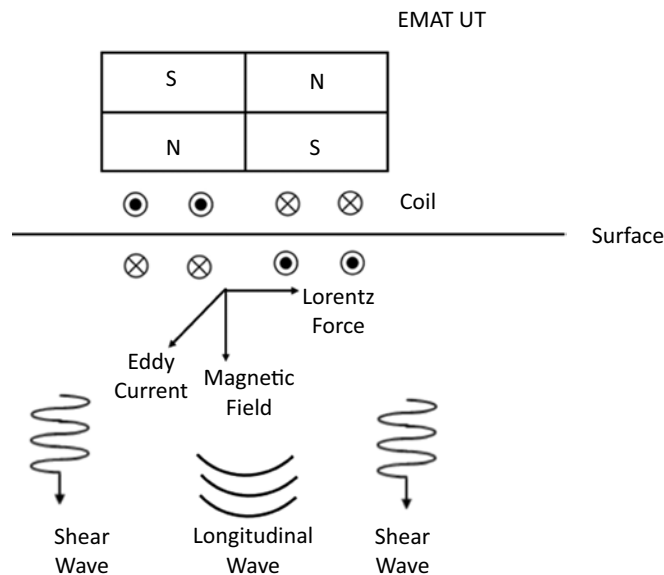 EMAT UT
S N
N S
Coil
Surface
Lorentz
Force
Eddy
Current
Magnetic
Field
Shear
Wave
Longitudinal
Wave
Shear
Wave